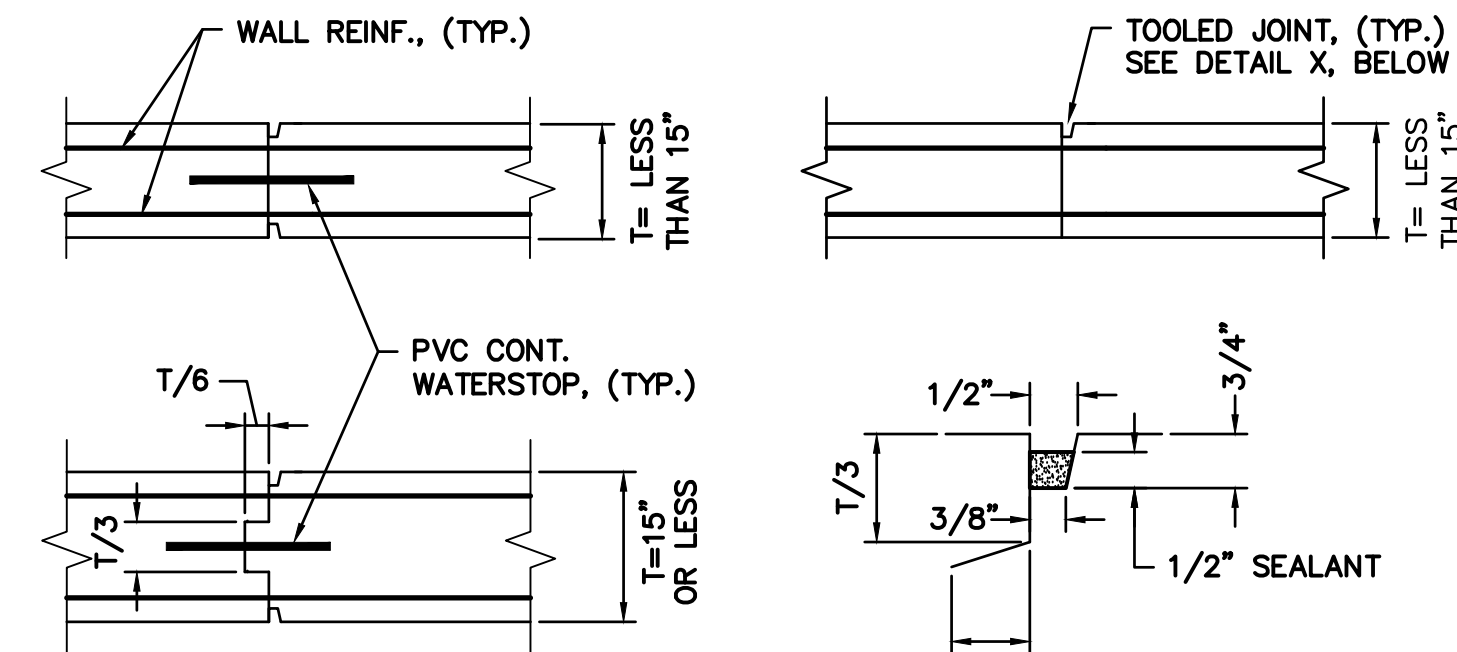 WALL REINF., (TYP.)
TOOLED JOINT, (TYP.)
SEE DETAIL X, BELOW
T= LESS
THAN 15"
T= LESS
THAN 15"
PVC CONT.
WATERSTOP, (TYP.)
T/6
T/3
T=15"
OR LESS
1/2"
3/4"
T/3
3/8"
1/2" SEALANT